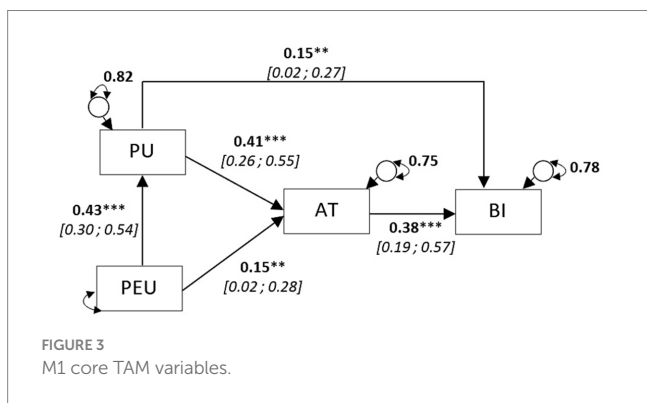 0.15**
[0.02 ; 0.27]
0.82
PU
0.41***
[0.26 ; 0.55]
0.75
0.78
AT
BI
0.43***
[0.30 ; 0.54]
0.38***
[0.19 ; 0.57]
PEU
0.15**
[0.02 ; 0.28]
FIGURE 3
M1 core TAM variables.